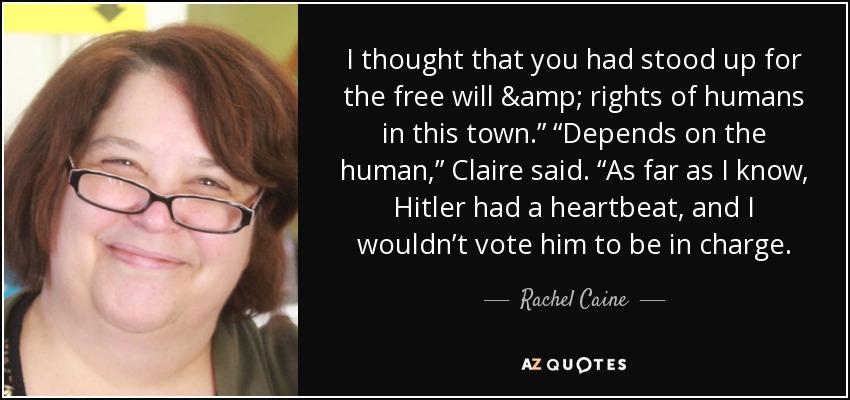 I thought that you had stood up for
the free will &amp; rights of humans
in this town.” “Depends on the
human,” Claire said. “As far as I know,
Hitler had a heartbeat, and I
wouldn’t vote him to be in charge.
Rachel Caine
AZ QUOTES